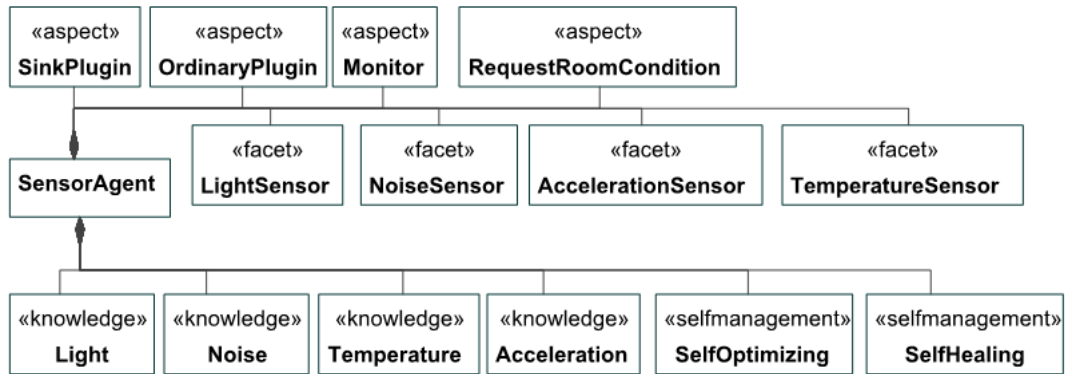 «aspect» «aspect» «aspect» «aspect»
SinkPlugin OrdinaryPlugin Monitor RequestRoomCondition
«facet» «facet» «facet» «facet»
LightSensor NoiseSensor AccelerationSensor TemperatureSensor
SensorAgent
«knowledge» «knowledge» «knowledge» «knowledge» «selfmanagement» «selfmanagement»
Light Noise Temperature Acceleration SelfOptimizing SelfHealing